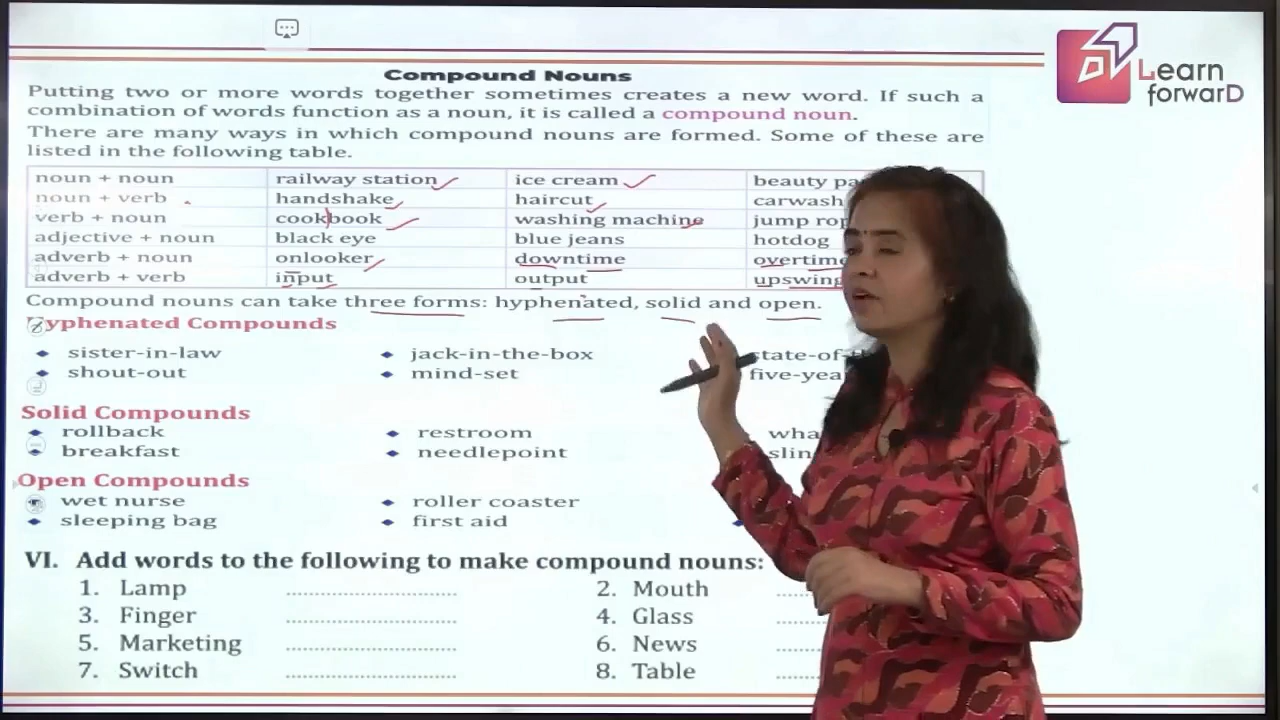 Learn
forwarD
Compound Nouns
Putting two or more words together sometimes creates a new word. If such a
combination of words function as a noun, it is called a compound noun.
There are many ways in which compound nouns are formed. Some of these are
listed in the following table.
noun + noun railway station ice cream beauty
noun + verb handshake haircut carwash
verb + noun cookbook washing machine jump
adjective + noun black eye blue jeans hotdog
adverb + noun onlooker downtime overtime
adverb + verb input output upswing
Compound nouns can take three forms: hyphenated, solid and open.
Hyphenated Compounds
sister-in-law jack-in-the-box
shout-out mind-set
Solid Compounds
rollback restroom
breakfast needlepoint
Open Compounds
wet nurse roller coaster
sleeping bag first aid
VI. Add words to the following to make compound nouns:
1. Lamp .................... 2. Mouth ....
3. Finger .................... 4. Glass ....
5. Marketing .................... 6. News ....
7. Switch .................... 8. Table ....